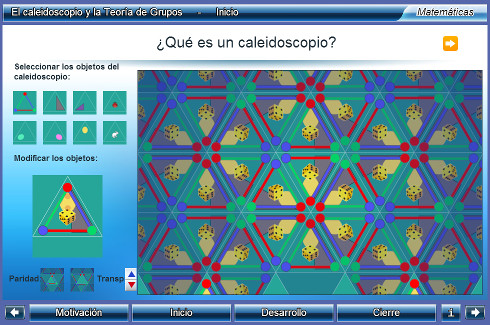 El caleidoscopio y la Teoría de Grupos - Inicio
Matemáticas
¿Qué es un caleidoscopio?
Seleccionar los objetos del
caleidoscopio:
Modificar los objetos:
Paridad:
Transp
Motivación
Inicio
Desarrollo
Cierre
i